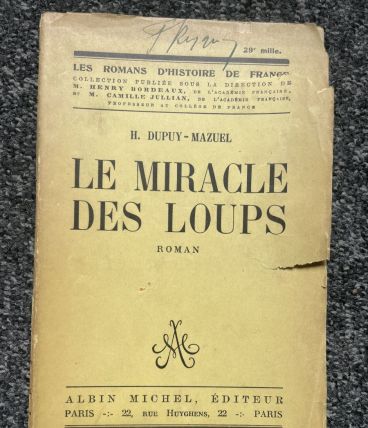 29e mille.
LES ROMANS D'HISTOIRE DE FRANCE
COLLECTION PUBLIÉE SOUS LA DIRECTION DE
M. HENRY BORDEAUX, DE L'ACADÉMIE FRANÇAISE,
ET M. CAMILLE JULLIAN, DE L'ACADÉMIE FRANÇAISE,
PROFESSEUR AU COLLÈGE DE FRANCE
H. DUPUY-MAZUEL
LE MIRACLE
DES LOUPS
ROMAN
ALBIN MICHEL, ÉDITEUR
PARIS -:- 22, RUE HUYGHENS, 22 -:- PARIS